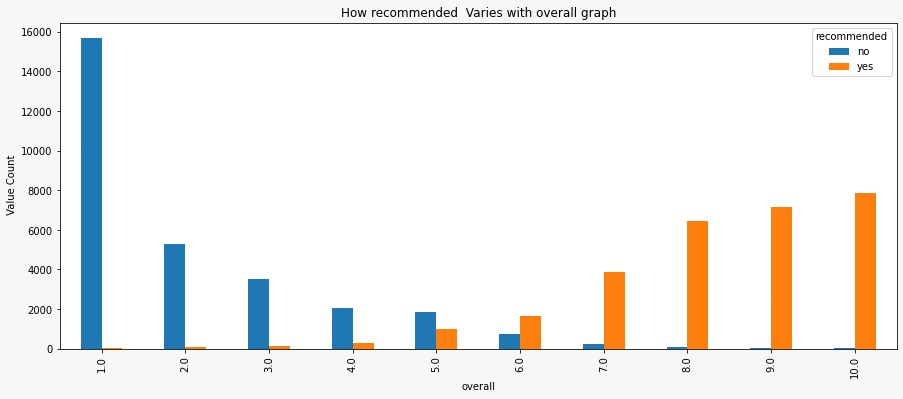 How recommended  Varies with overall graph
recommended
no
yes
Value Count
16000
14000
12000
10000
8000
6000
4000
2000
0
1.0 2.0 3.0 4.0 5.0 6.0 7.0 8.0 9.0 10.0
overall